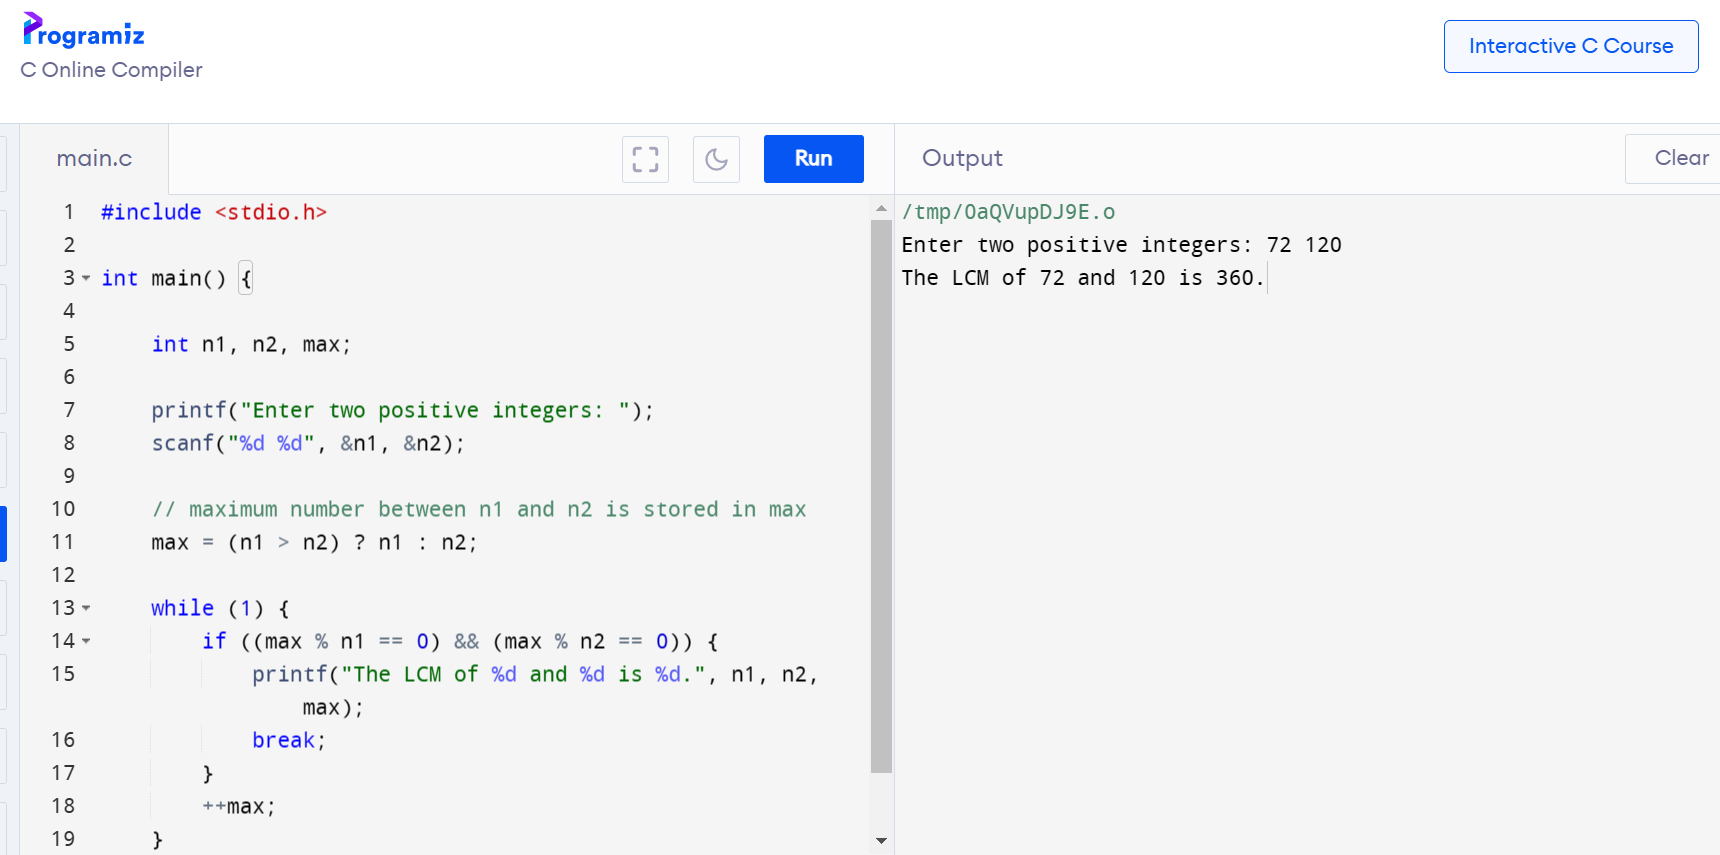 Programiz
C Online Compiler
Interactive C Course
main.c
Run
Output
Clear
1 #include <stdio.h>
2
3 int main() {
4
5     int n1, n2, max;
6
7     printf("Enter two positive integers: ");
8     scanf("%d %d", &n1, &n2);
9
10     // maximum number between n1 and n2 is stored in max
11     max = (n1 > n2) ? n1 : n2;
12
13     while (1) {
14         if ((max % n1 == 0) && (max % n2 == 0)) {
15             printf("The LCM of %d and %d is %d.", n1, n2,
max);
16             break;
17         }
18         ++max;
19     }
/tmp/OaQVupDJ9E.o
Enter two positive integers: 72 120
The LCM of 72 and 120 is 360.